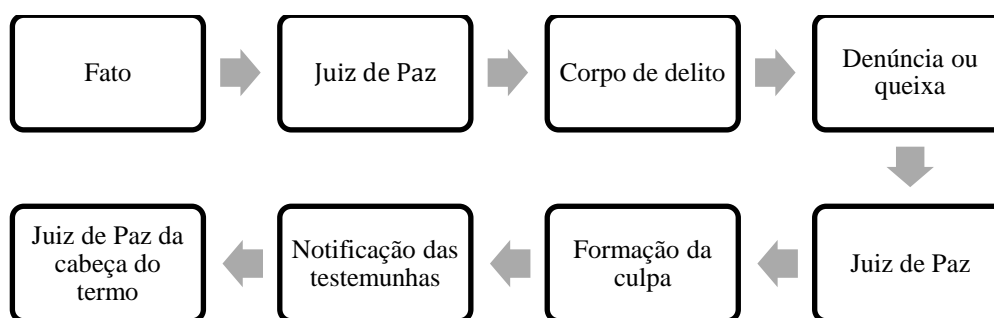 Fato
Juiz de Paz
Corpo de delito
Denúncia ou
queixa
Juiz de Paz
Formação da
culpa
Notificação das
testemunhas
Juiz de Paz da
cabeça do
termo